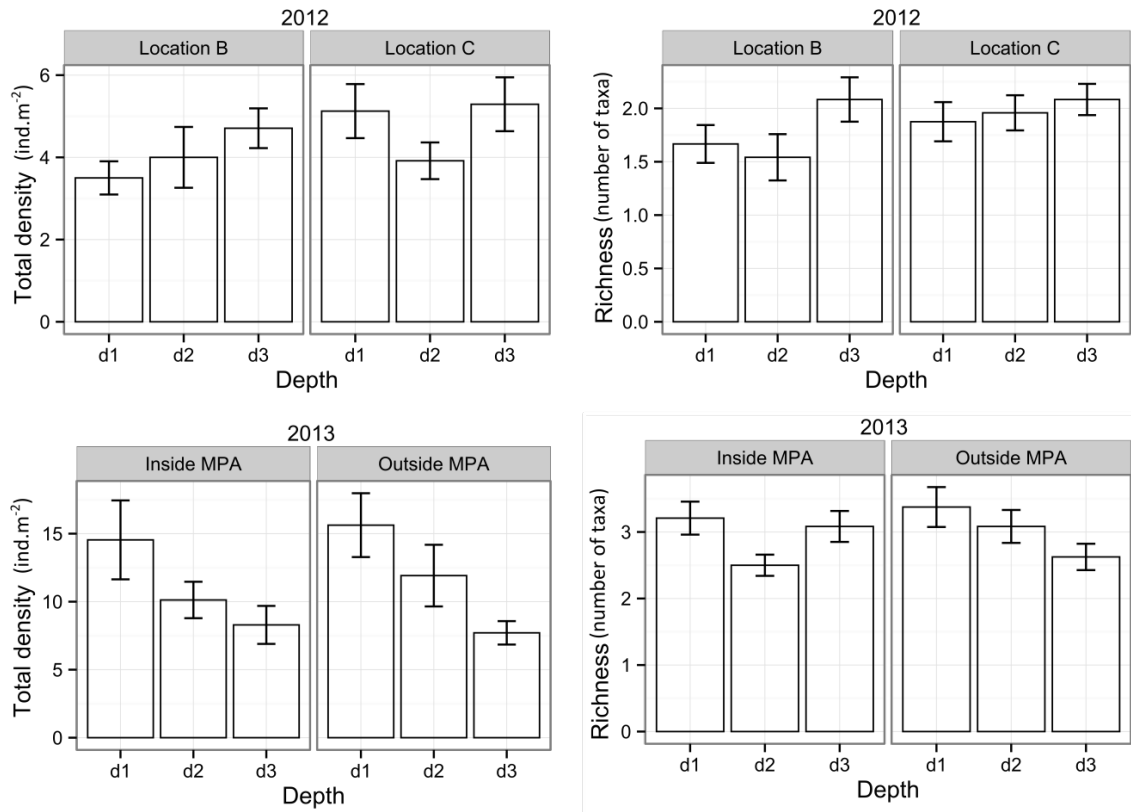 2012
Location B Location C
Total density (ind.m-2)
6
4
2
0
d1 d2 d3 d1 d2 d3
Depth
2012
Location B Location C
Richness (number of taxa)
2.0
1.5
1.0
0.5
0.0
d1 d2 d3 d1 d2 d3
Depth
2013
Inside MPA Outside MPA
Total density (ind.m-2)
15
10
5
0
d1 d2 d3 d1 d2 d3
Depth
2013
Inside MPA Outside MPA
Richness (number of taxa)
3
2
1
0
d1 d2 d3 d1 d2 d3
Depth